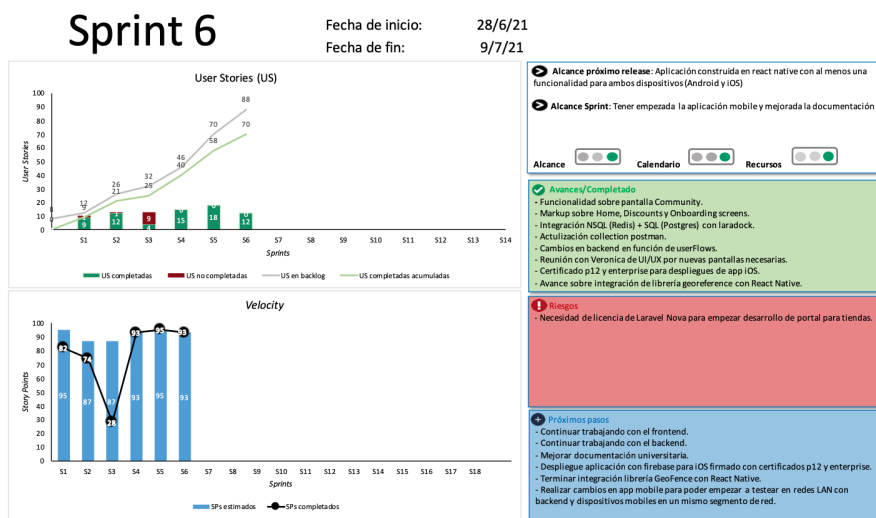 Sprint 6
Fecha de inicio: 28/6/21
Fecha de fin: 9/7/21
User Stories (US)
100
90
80
70
60
50
40
30
20
10
0
User Stories
8
12
26
32
46
70
88
0
9
21
25
40
58
70
9
1
12
1
4
9
15
0
18
0
12
0
S1 S2 S3 S4 S5 S6 S7 S8 S9 S10 S11 S12 S13 S14
Sprints
US completadas US no completadas US en backlog US completadas acumuladas
Velocity
100
90
80
70
60
50
40
30
20
10
0
Story Points
82
74
28
93
95
93
95
87
87
93
95
93
S1 S2 S3 S4 S5 S6 S7 S8 S9 S10 S11 S12 S13 S14 S15 S16 S17 S18
Sprints
SPs estimados SPs completados
Alcance próximo release: Aplicación construida en react native con al menos una
funcionalidad para ambos dispositivos (Android y iOS)
Alcance Sprint: Tener empezada la aplicación mobile y mejorada la documentación
Alcance Calendario Recursos
Avances/Completado
- Funcionalidad sobre pantalla Community.
- Markup sobre Home, Discounts y Onboarding screens.
- Integración NSQL (Redis) + SQL (Postgres) con laradock.
- Actulización collection postman.
- Cambios en backend en función de userFlows.
- Reunión con Veronica de UI/UX por nuevas pantallas necesarias.
- Certificado p12 y enterprise para despliegues de app iOS.
- Avance sobre integración de librería georeference con React Native.
Riesgos
- Necesidad de licencia de Laravel Nova para empezar desarrollo de portal para tiendas.
Próximos pasos
- Continuar trabajando con el frontend.
- Continuar trabajando con el backend.
- Mejorar documentación universitaria.
- Despliegue aplicación con firebase para iOS firmado con certificados p12 y enterprise.
- Terminar integración librería GeoFence con React Native.
- Realizar cambios en app mobile para poder empezar a testear en redes LAN con
backend y dispositivos mobiles en un mismo segmento de red.